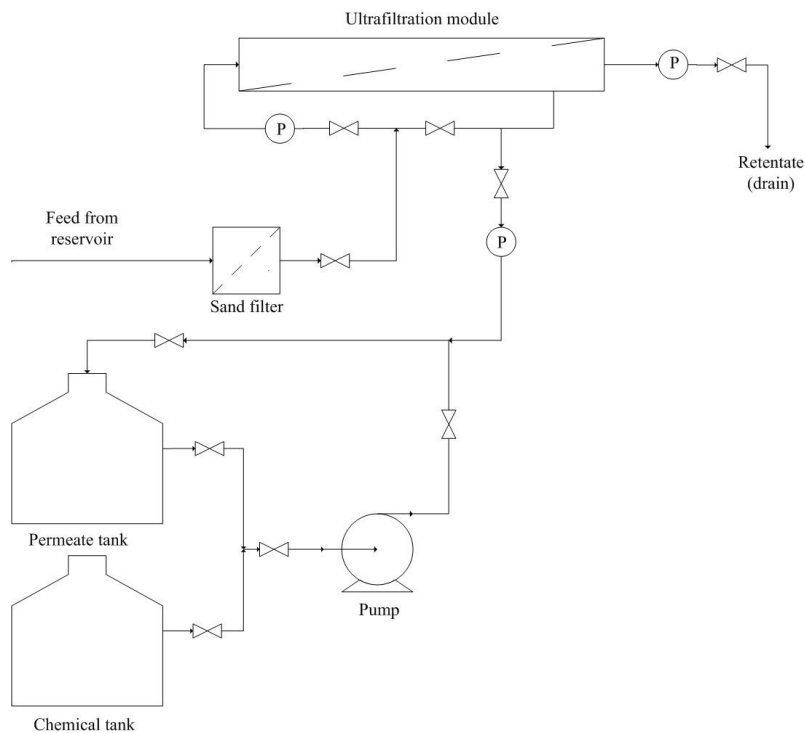 Ultrafiltration module
P
P
Retentate
(drain)
P
Feed from
reservoir
Sand filter
Permeate tank
Pump
Chemical tank